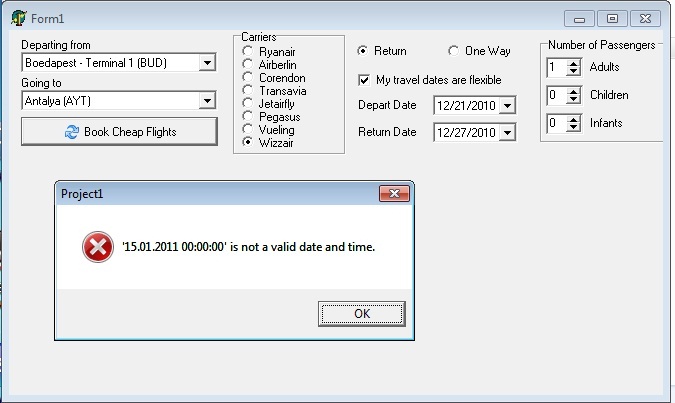 Form1
Departing from
Boedapest - Terminal 1 (BUD)
Going to
Antalya (AYT)
Book Cheap Flights
Carriers
Ryanair
Airberlin
Corendon
Transavia
Jetairfly
Pegasus
Vueling
Wizzair
Return
One Way
My travel dates are flexible
Depart Date
12/21/2010
Return Date
12/27/2010
Number of Passengers
1 Adults
0 Children
0 Infants
Project1
'15.01.2011 00:00:00' is not a valid date and time.
OK